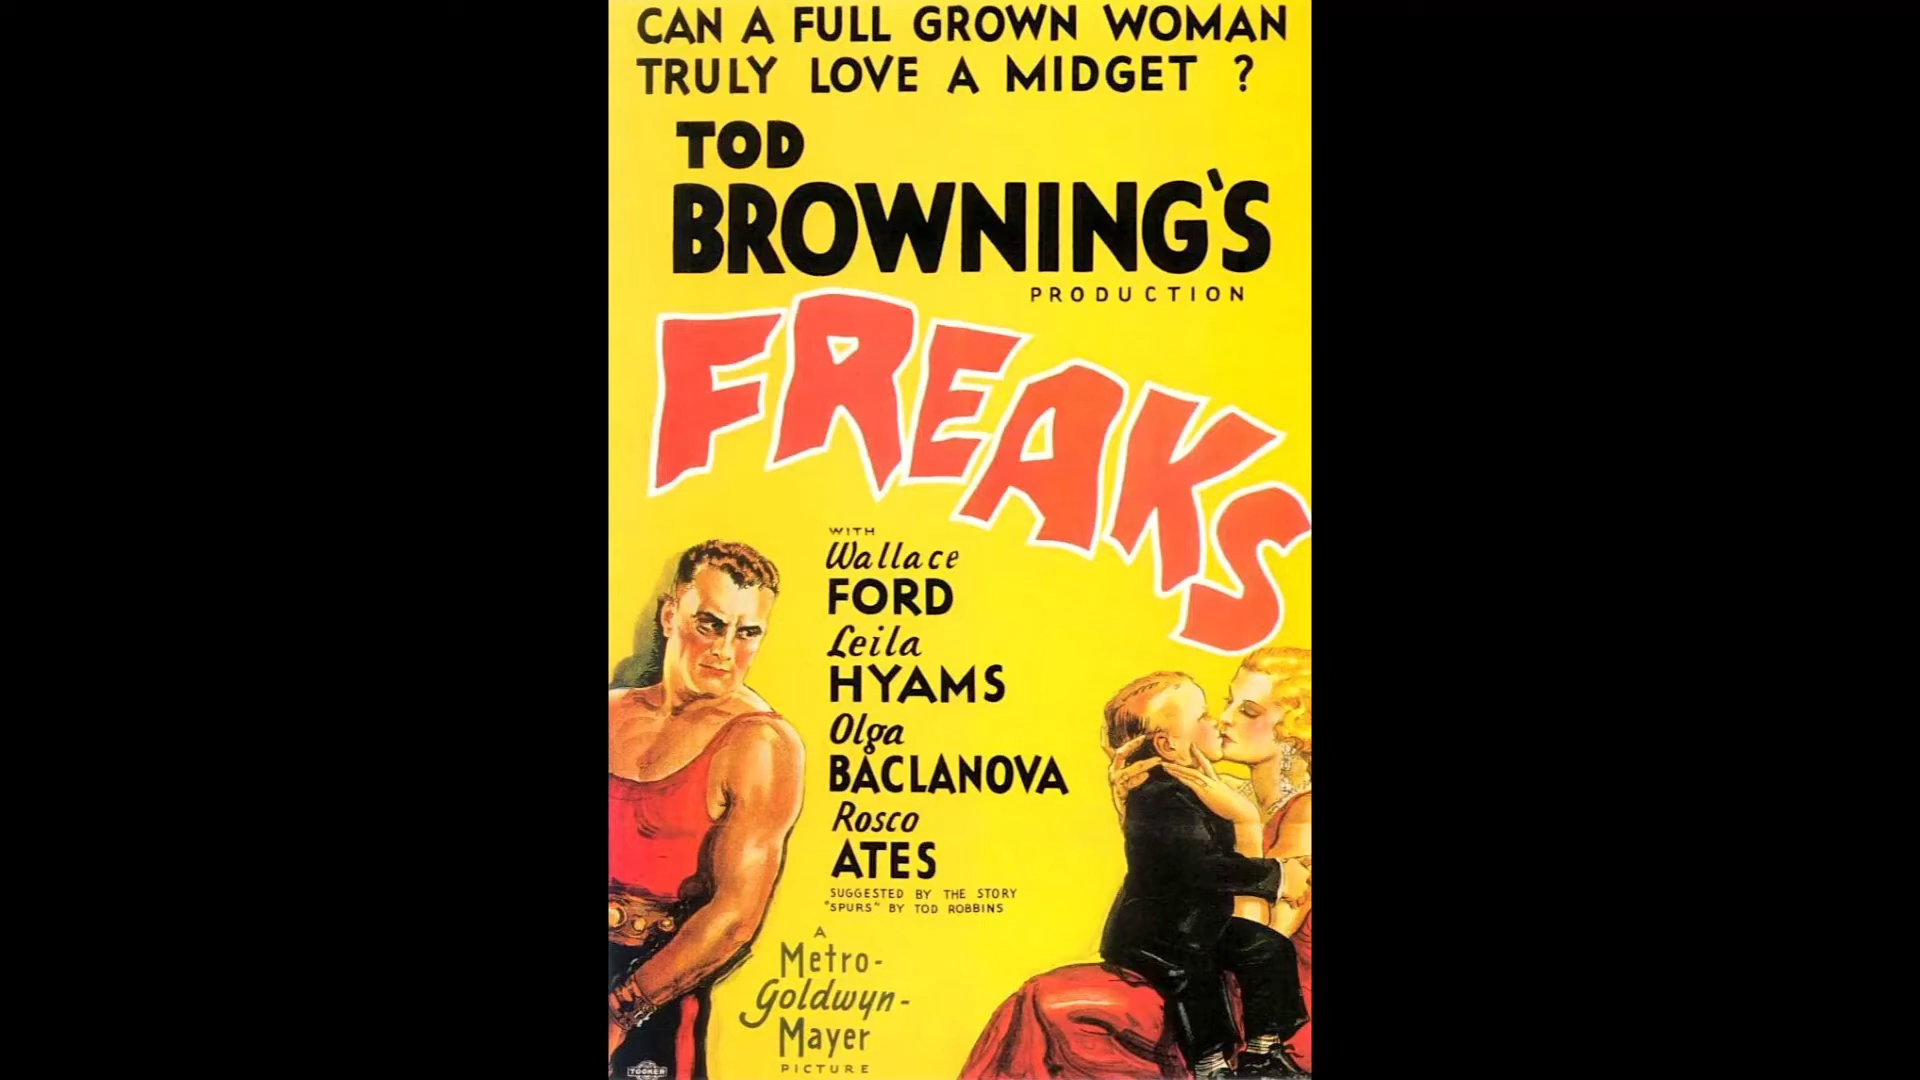 CAN A FULL GROWN WOMAN
TRULY LOVE A MIDGET ?
TOD
BROWNING'S
PRODUCTION
FREAKS
WITH
Wallace
FORD
Leila
HYAMS
Olga
BACLANOVA
Rosco
ATES
SUGGESTED BY THE STORY
"SPURS" BY TOD ROBBINS
A
Metro-
Goldwyn-
Mayer
PICTURE
TOOKER